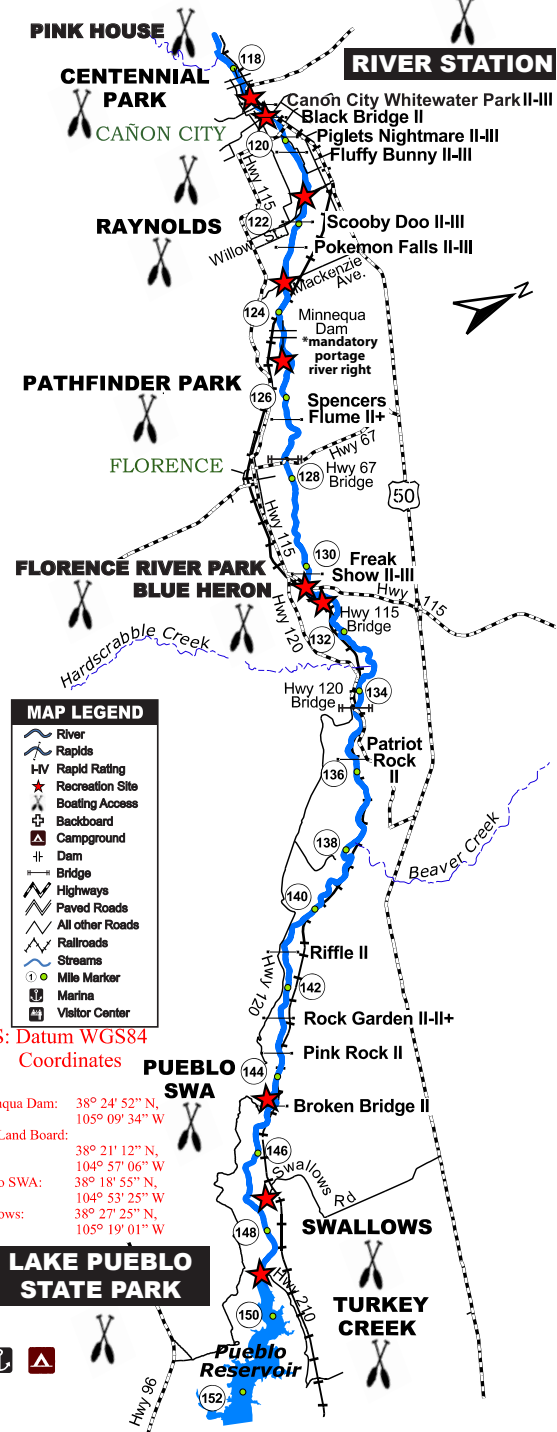 PINK HOUSE
118
RIVER STATION
CENTENNIAL
PARK
Canon City Whitewater Park II-III
Black Bridge II
CAÑON CITY
120
Piglets Nightmare II-III
Fluffy Bunny II-III
Hwy 115
122
Scooby Doo II-III
RAYNOLDS
Willow St.
Pokemon Falls II-III
Mackenzie
Ave.
N
124
Minnequa
Dam
*mandatory
portage
river right
PATHFINDER PARK
126
Spencers
Flume II+
Hwy 67
FLORENCE
128
Hwy 67
Bridge
50
Hwy 115
130
Freak
Show II-III
FLORENCE RIVER PARK
BLUE HERON
Hwy 115
Hwy 120
132
Hwy 115
Bridge
Hardscrabble Creek
Hwy 120
Bridge
134
MAP LEGEND
River
Rapids
I-IV Rapid Rating
Recreation Site
Boating Access
Backboard
Campground
Dam
Bridge
Highways
Paved Roads
All other Roads
Railroads
Streams
1 Mile Marker
Marina
Visitor Center
Patriot
Rock
II
136
138
Beaver Creek
140
Riffle II
Hwy 120
142
Rock Garden II-II+
Pink Rock II
S: Datum WGS84
Coordinates
144
PUEBLO
SWA
Broken Bridge II
nqua Dam: 38° 24' 52” N,
105° 09' 34” W
Land Board:
38° 21' 12” N,
104° 57' 06” W
o SWA: 38° 18' 55” N,
104° 53' 25” W
ows: 38° 27' 25” N,
105° 19' 01” W
146
Swallows Rd
148
SWALLOWS
LAKE PUEBLO
STATE PARK
Hwy 210
TURKEY
CREEK
150
Pueblo
Reservoir
152
Hwy 96